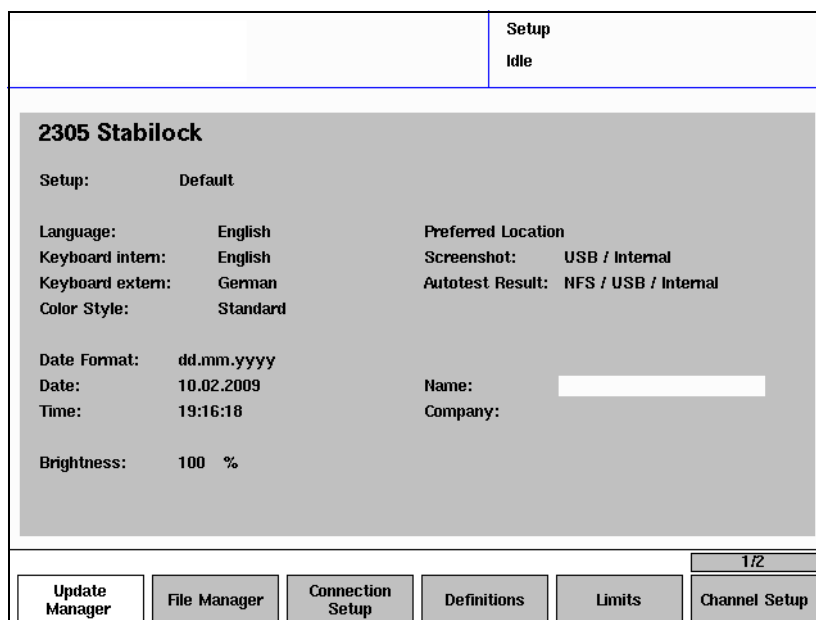 Setup
Idle
2305 Stabilock
Setup: Default
Language: English
Keyboard intern: English
Keyboard extern: German
Color Style: Standard
Preferred Location
Screenshot: USB / Internal
Autotest Result: NFS / USB / Internal
Date Format: dd.mm.yyyy
Date: 10.02.2009
Time: 19:16:18
Name:
Company:
Brightness: 100 %
1/2
Update
Manager
File Manager
Connection
Setup
Definitions
Limits
Channel Setup